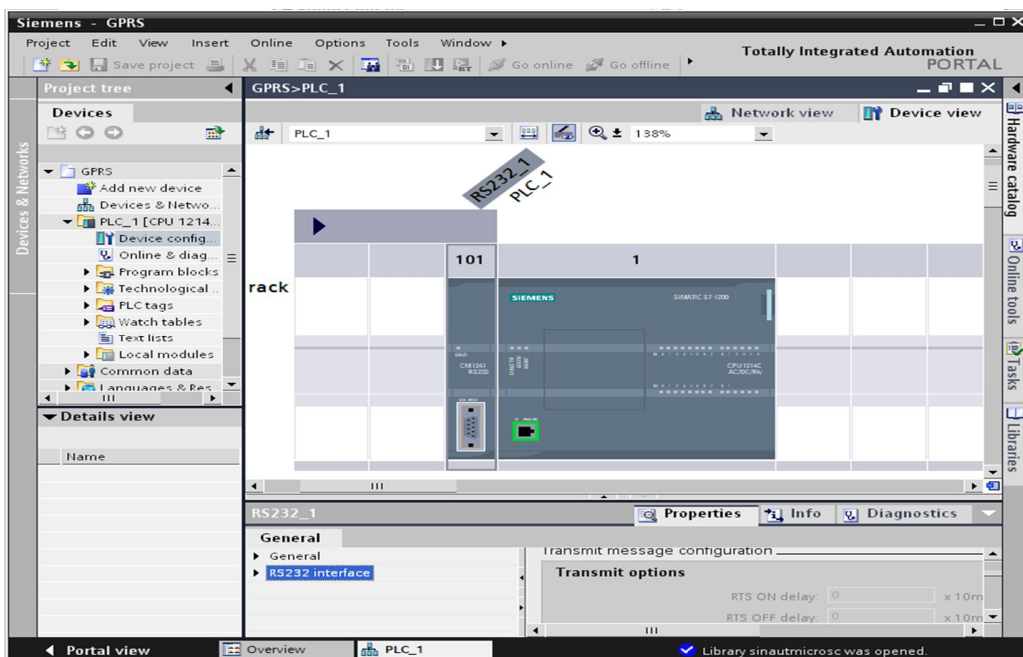 Siemens - GPRS
Project Edit View Insert Online Options Tools Window
Save project Go online Go offline
Totally Integrated Automation
PORTAL
Project tree
GPRS>PLC_1
Devices
Network view Device view
PLC_1 138%
GPRS
Add new device
Devices & Netwo...
PLC_1 [CPU 1214...
Device config...
Online & diag...
Program blocks
Technological ..
PLC tags
Watch tables
Text lists
Local modules
Common data
Languages & Res
Details view
Name
Devices & Networks
RS232_1
PLC_1
101 1
rack
SIEMENS SIMATIC S7-1200
CM 1241
RS232
CPU 1214C
AC/DC/Rly
Hardware catalog
Online tools
Tasks
Libraries
RS232_1
Properties Info Diagnostics
General
General
RS232 interface
Transmit message configuration
Transmit options
RTS ON delay: 0 x 10m
RTS OFF delay: 0 x 10m
Portal view Overview PLC_1 Library sinautmicrosc was opened.